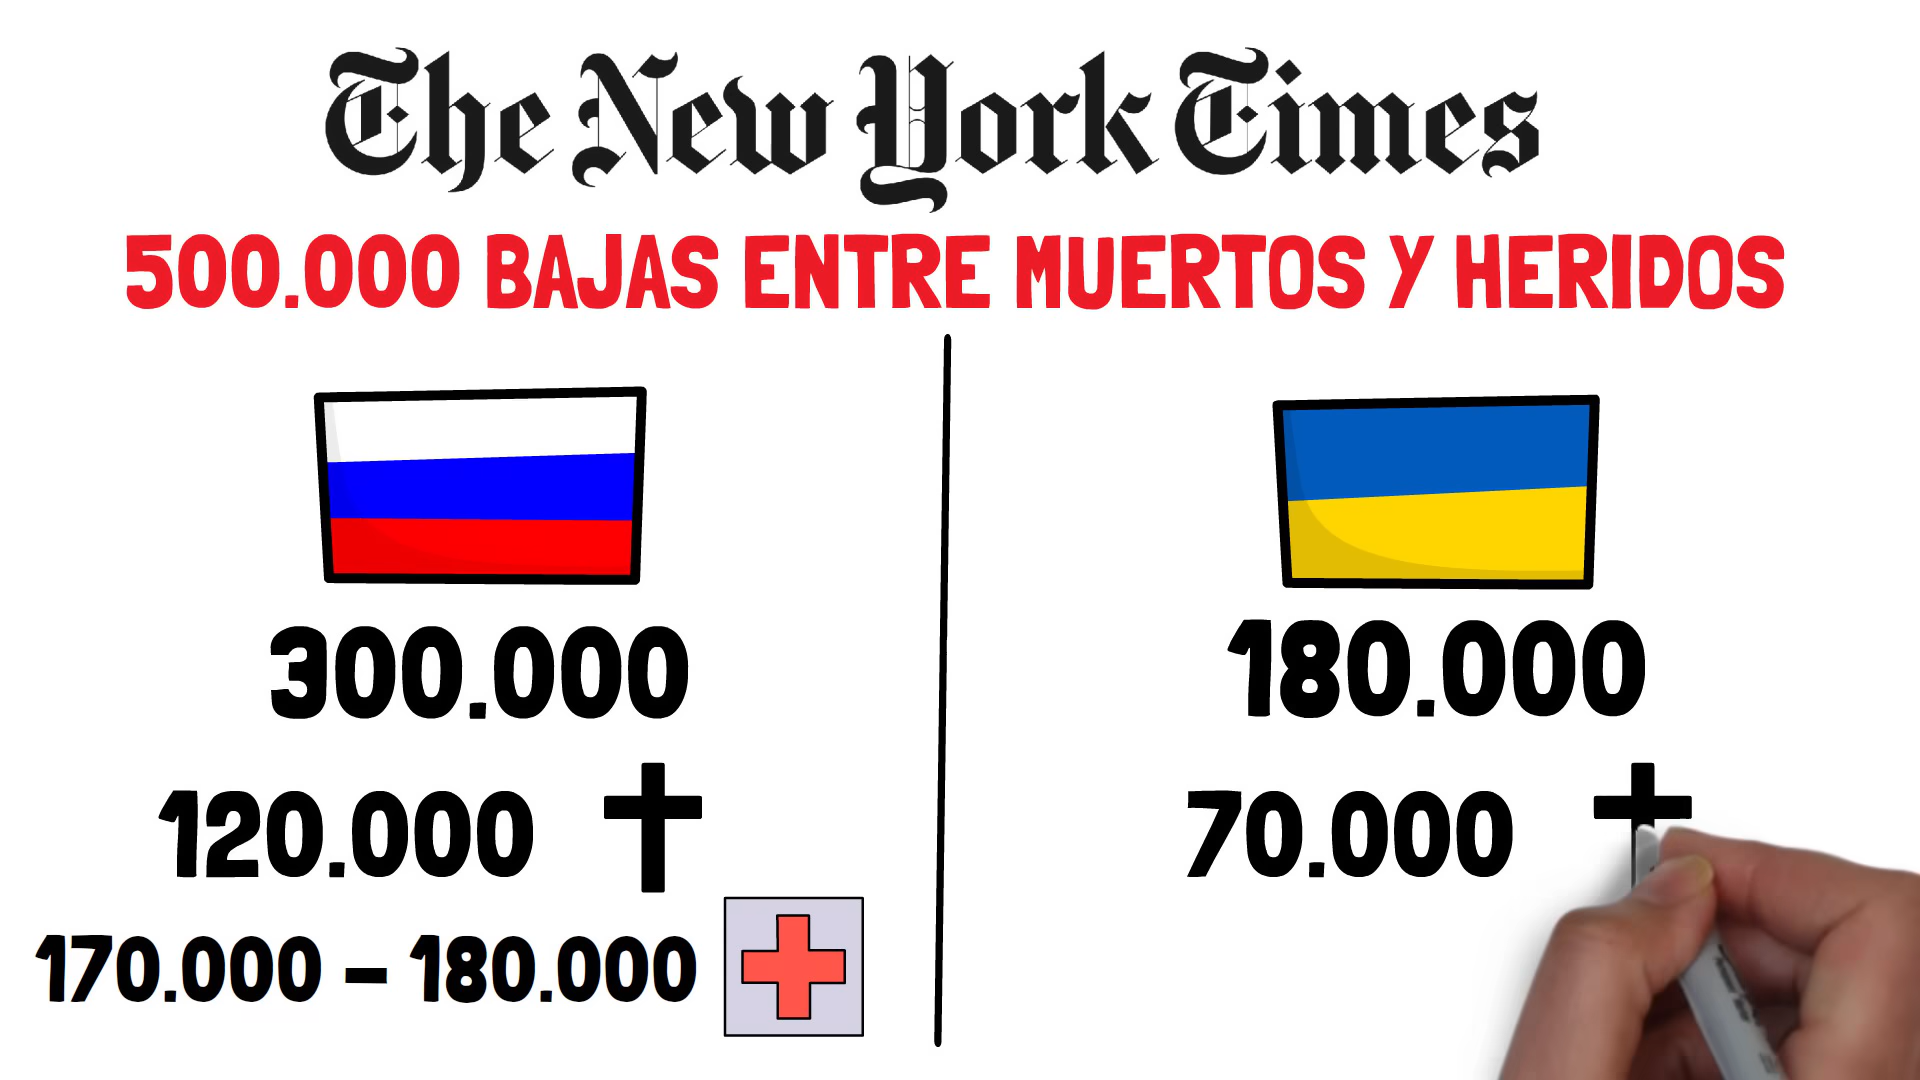 The New York Times
500.000 BAJAS ENTRE MUERTOS Y HERIDOS
300.000
120.000
170.000 – 180.000
180.000
70.000